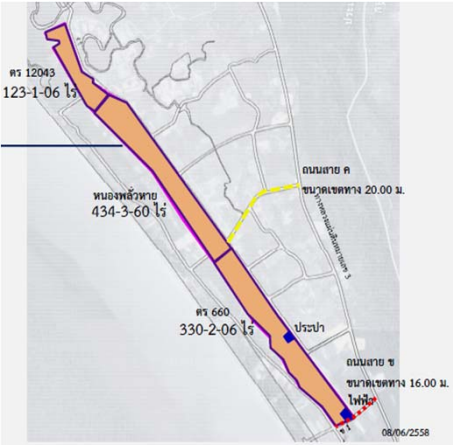 ตร 12043
123-1-06 ไร่
ถนนสาย ค
ขนาดเขตทาง 20.00 ม.
หนองพลั่วหาย
434-3-60 ไร่
ตร 660
330-2-06 ไร่
ประปา
ถนนสาย ข
ขนาดเขตทาง 16.00 ม.
ไฟฟ้า
08/06/2558